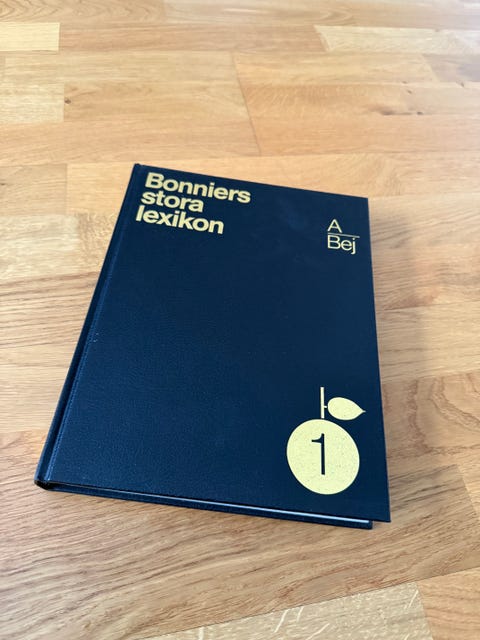 Bonniers
stora
lexikon
A
Bej
1